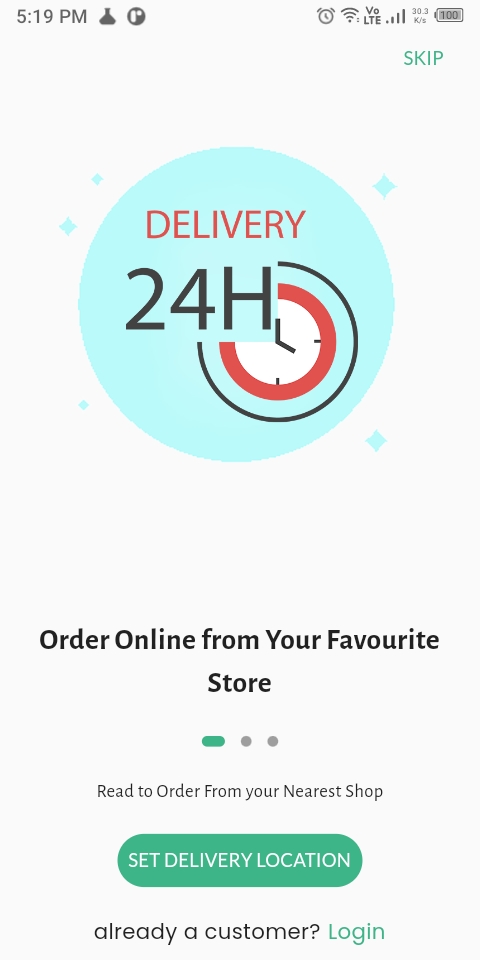 5:19 PM
Vo LTE
30.3 K/s
100
SKIP
DELIVERY
24H
Order Online from Your Favourite
Store
Read to Order From your Nearest Shop
SET DELIVERY LOCATION
already a customer? Login